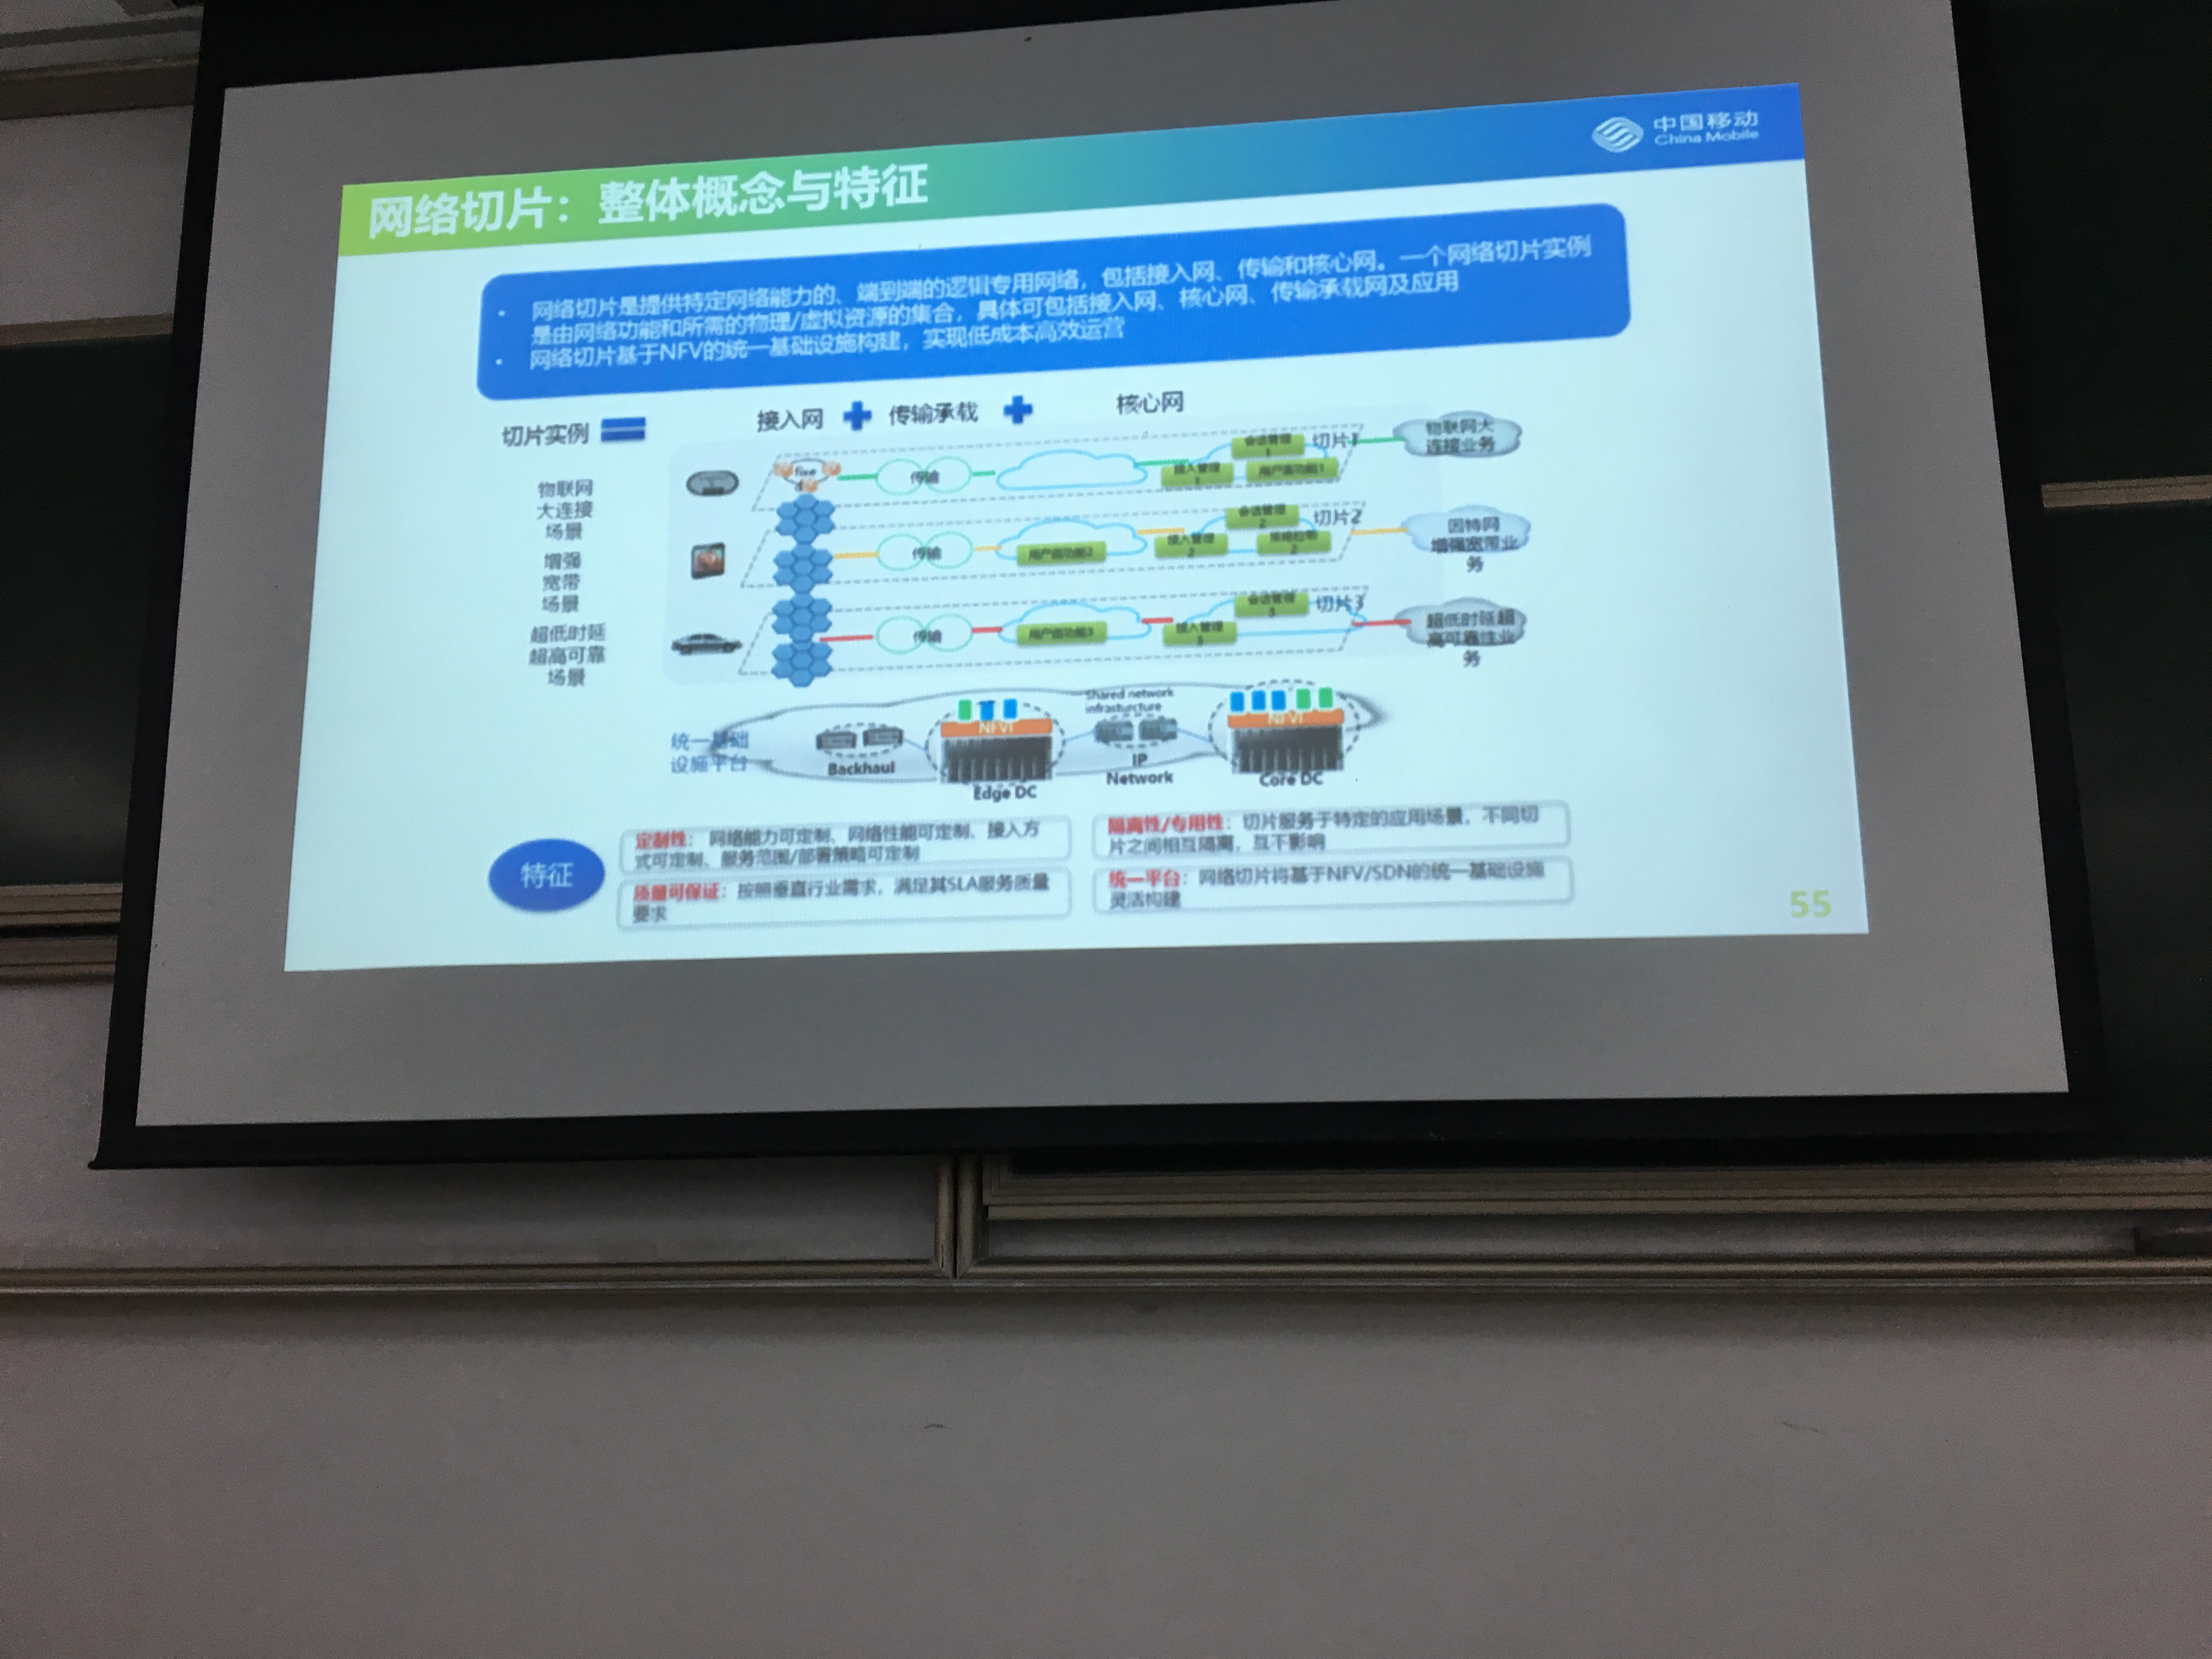 中国移动
China Mobile
网络切片：整体概念与特征
• 网络切片是提供特定网络能力的、端到端的逻辑专用网络，包括接入网、传输和核心网。一个网络切片实例
是由网络功能和所需的物理/虚拟资源的集合，具体可包括接入网、核心网、传输承载网及应用
• 网络切片基于NFV的统一基础设施构建，实现低成本高效运营
切片实例
接入网
传输承载
核心网
物联网
大连接
场景
fixe
d
传输
接入管理
1
会话管理
1
用户面功能1
切片1
物联网大
连接业务
增强
宽带
场景
传输
用户面功能2
接入管理
2
会话管理
2
策略控制
2
切片2
因特网
增强宽带业
务
超低时延
超高可靠
场景
传输
用户面功能3
接入管理
3
会话管理
3
切片3
超低时延超
高可靠性业
务
统一基础
设施平台
Backhaul
NFVI
Edge DC
Shared network
infrasturcture
IP
Network
NFVI
Core DC
特征
定制性：网络能力可定制、网络性能可定制、接入方
式可定制、服务范围/部署策略可定制
隔离性/专用性：切片服务于特定的应用场景，不同切
片之间相互隔离，互不影响
质量可保证：按照垂直行业需求，满足其SLA服务质量
要求
统一平台：网络切片将基于NFV/SDN的统一基础设施
灵活构建
55